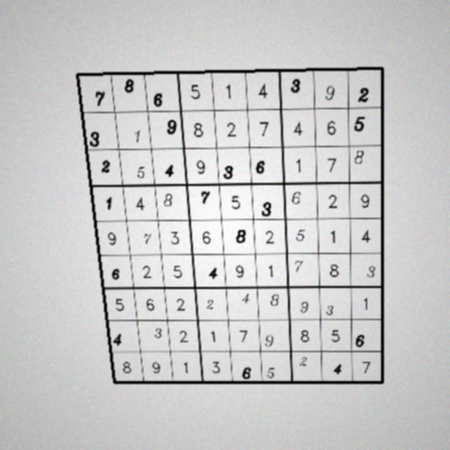 7 8 6 5 1 4 3 9 2
3 1 9 8 2 7 4 6 5
2 5 4 9 3 6 1 7 8
1 4 8 7 5 3 6 2 9
9 7 3 6 8 2 5 1 4
6 2 5 4 9 1 7 8 3
5 6 2 2 4 8 9 3 1
4 3 2 1 7 9 8 5 6
8 9 1 3 6 5 2 4 7